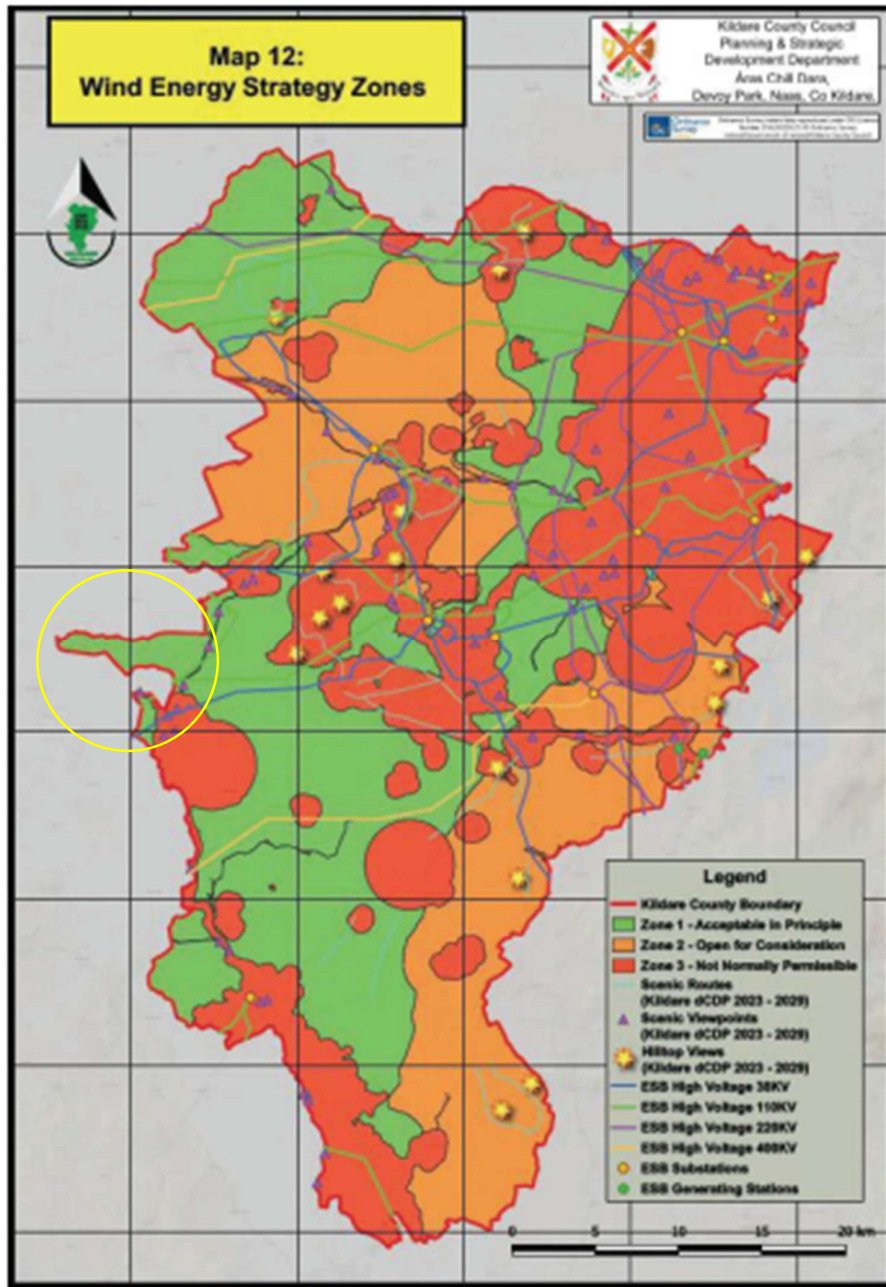 Map 12:
Wind Energy Strategy Zones
Kildare County Council
Planning & Strategic
Development Department
Áras Chill Dara,
Devoy Park, Naas, Co Kildare.
Ordnance
Survey
Legend
Kildare County Boundary
Zone 1 - Acceptable in Principle
Zone 2 - Open for Consideration
Zone 3 - Not Normally Permissible
Scenic Routes
(Kildare dCDP 2023 - 2029)
Scenic Viewpoints
(Kildare dCDP 2023 - 2029)
Hilltop Views
(Kildare dCDP 2023 - 2029)
ESB High Voltage 38KV
ESB High Voltage 110KV
ESB High Voltage 220KV
ESB High Voltage 400KV
ESB Substations
ESB Generating Stations
0 5 10 15 20 km